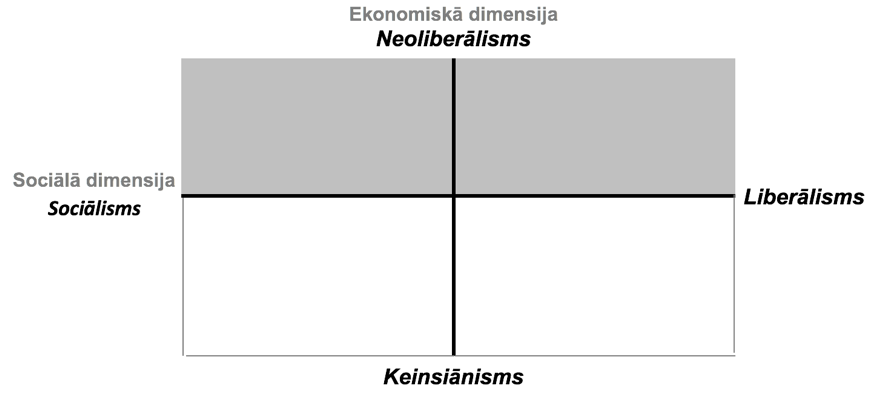 Ekonomiskā dimensija
Neoliberālisms
Sociālā dimensija
Sociālisms
Liberālisms
Keinsiānisms